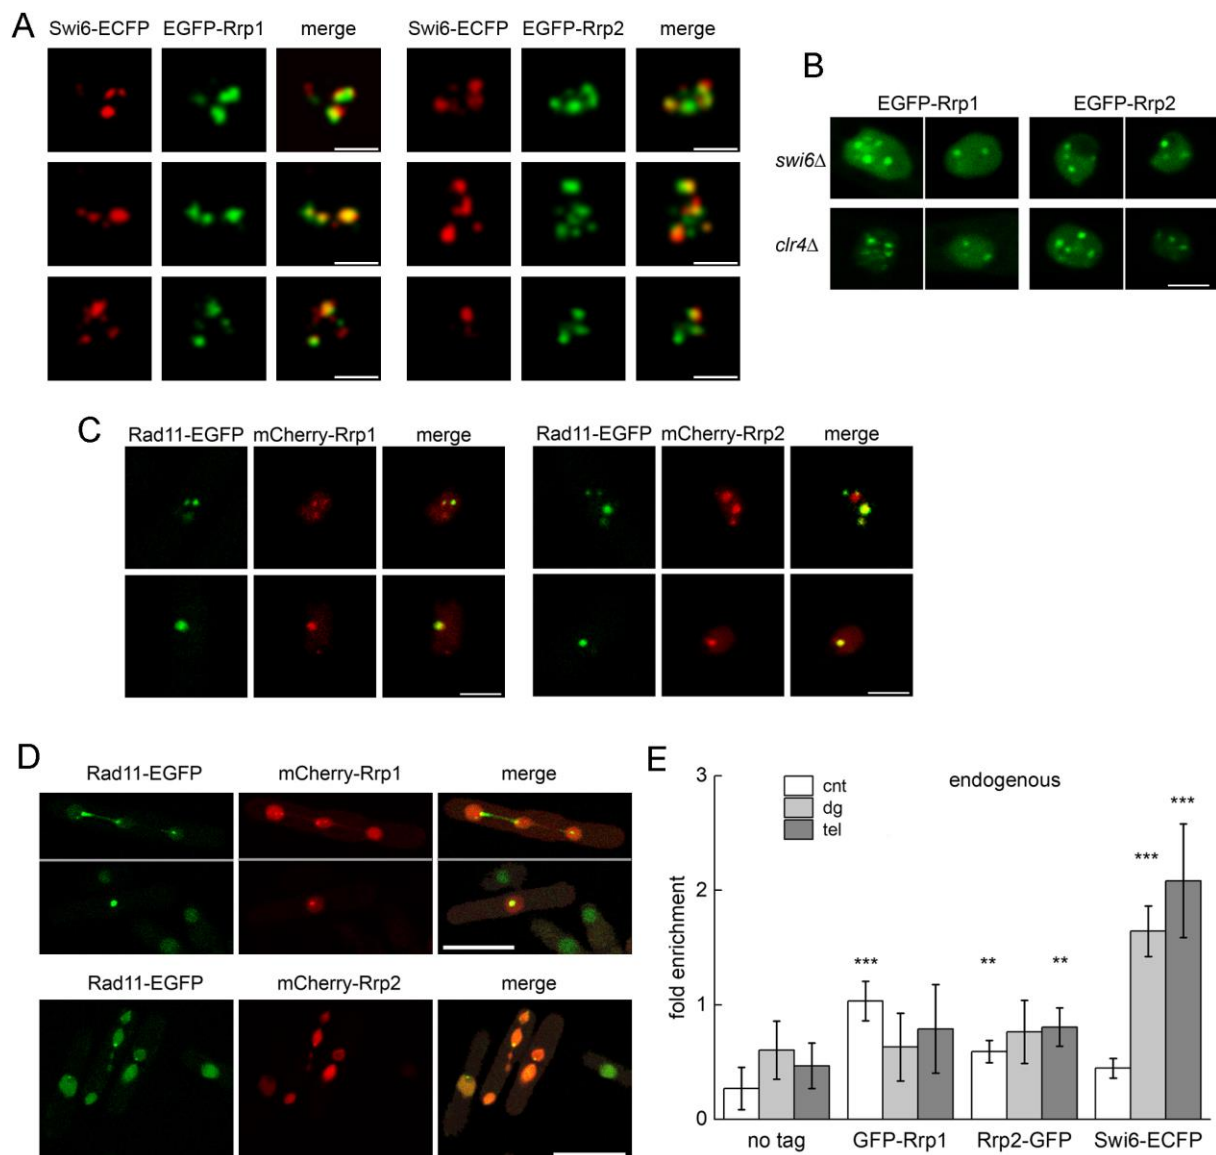 A
Swi6-ECFP EGFP-Rrp1 merge Swi6-ECFP EGFP-Rrp2 merge
B
EGFP-Rrp1 EGFP-Rrp2
swi6Δ
clr4Δ
C
Rad11-EGFP mCherry-Rrp1 merge Rad11-EGFP mCherry-Rrp2 merge
D
Rad11-EGFP mCherry-Rrp1 merge
Rad11-EGFP mCherry-Rrp2 merge
E
endogenous
cnt
dg
tel
fold enrichment
3
2
1
0
*** ** ** *** ***
no tag GFP-Rrp1 Rrp2-GFP Swi6-ECFP